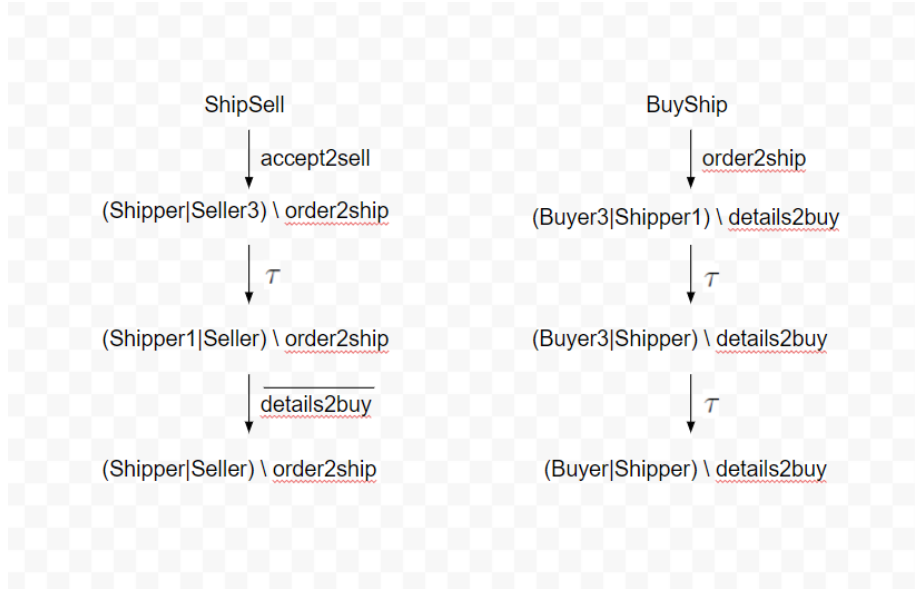 ShipSell
accept2sell
(Shipper|Seller3) \ order2ship
τ
(Shipper1|Seller) \ order2ship
details2buy
(Shipper|Seller) \ order2ship
BuyShip
order2ship
(Buyer3|Shipper1) \ details2buy
τ
(Buyer3|Shipper) \ details2buy
τ
(Buyer|Shipper) \ details2buy